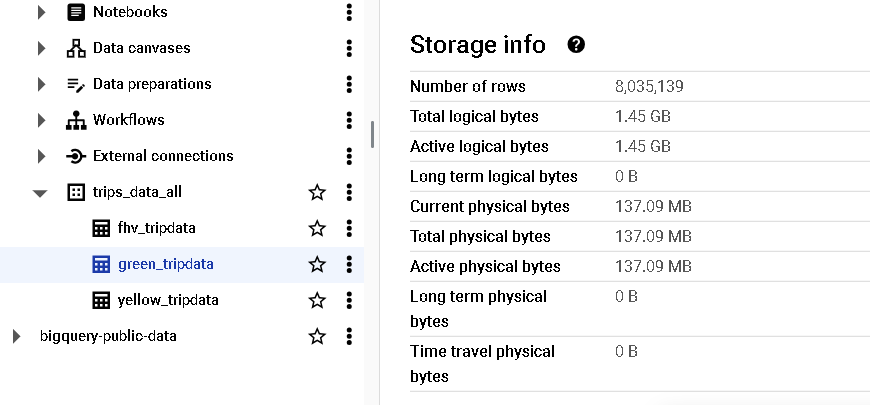 Notebooks
Data canvases
Data preparations
Workflows
External connections
trips_data_all
fhv_tripdata
green_tripdata
yellow_tripdata
bigquery-public-data
Storage info ?
Number of rows 8,035,139
Total logical bytes 1.45 GB
Active logical bytes 1.45 GB
Long term logical bytes 0 B
Current physical bytes 137.09 MB
Total physical bytes 137.09 MB
Active physical bytes 137.09 MB
Long term physical 0 B
bytes
Time travel physical 0 B
bytes